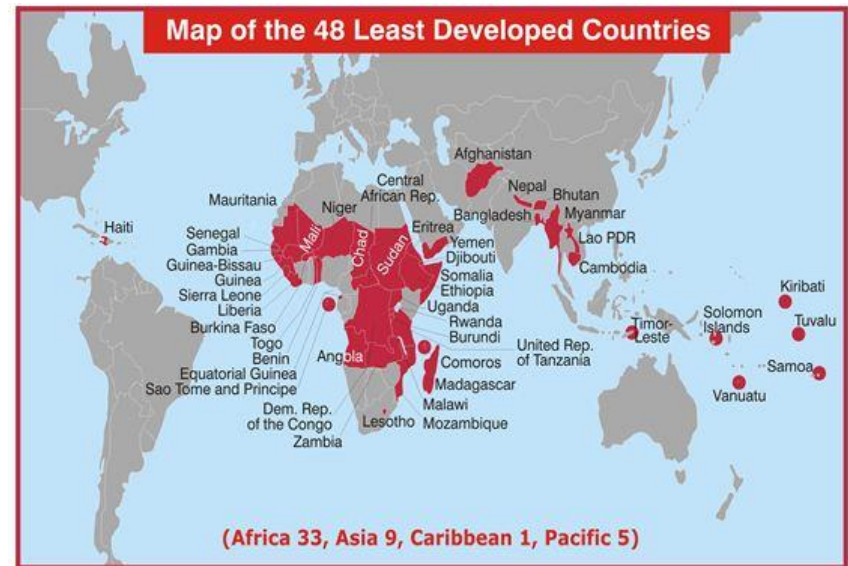 Map of the 48 Least Developed Countries
Afghanistan
Central
African Rep.
Nepal
Bhutan
Mauritania
Niger
Bangladesh
Myanmar
Haiti
Mali
Chad
Sudan
Eritrea
Senegal
Yemen
Lao PDR
Gambia
Djibouti
Guinea-Bissau
Somalia
Cambodia
Guinea
Ethiopia
Kiribati
Sierra Leone
Uganda
Liberia
Rwanda
Timor-
Leste
Solomon
Islands
Tuvalu
Burkina Faso
Burundi
Togo
United Rep.
of Tanzania
Benin
Angola
Comoros
Samoa
Equatorial Guinea
Sao Tome and Principe
Madagascar
Vanuatu
Dem. Rep.
of the Congo
Malawi
Zambia
Lesotho
Mozambique
(Africa 33, Asia 9, Caribbean 1, Pacific 5)